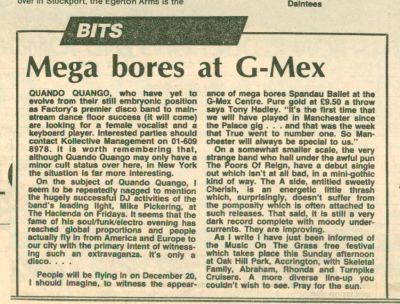 over in Stockport, the Egerton Arms is the
Daintees
BITS
Mega bores at G-Mex
QUANDO QUANGO, who have yet to
evolve from their still embryonic position
as Factory's premier disco band to main-
stream dance floor success (it will come)
are looking for a female vocalist and a
keyboard player. Interested parties should
contact Kollective Management on 01-609
8978. It is worth remembering that,
although Quando Quango may only have a
minor cult status over here, in New York
the situation is far more interesting.
On the subject of Quando Quango, I
seem to be repeatedly nagged to mention
the hugely successful DJ activities of the
band's leading light, Mike Pickering, at
The Hacienda on Fridays. It seems that the
fame of his soul/funk/electro evening has
reached global proportions and people
actually fly in from America and Europe to
our city with the primary intent of witness-
ing such an extravaganza. It's only a
disco. . . .
People will be flying in on December 20,
I should imagine, to witness the appear-
ance of mega bores Spandau Ballet at the
G-Mex Centre. Pure gold at £9.50 a throw
says Tony Hadley. "It's the first time that
we will have played in Manchester since
the Palace gig . . . and that was the week
that True went to number one. So Man-
chester will always be special to us."
On a somewhat smaller scale, the very
strange band who hail under the awful pun
The Poors Of Reign, have a debut single
out which isn't at all bad, in a mini-gothic
kind of way. The A side, entitled sweetly
Cherish, is an energetic little thrash
which, surprisingly, doesn't suffer from
the pomposity which is often attached to
such releases. That said, it is still a very
dark record complete with moody under-
currents. They are improving.
As I write I have just been informed of
the Music On The Grass free festival
which takes place this Sunday afternoon
at Oak Hill Park, Accrington, with Skeletal
Family, Abraham, Rhonda and Turnpike
Cruisers. A more diverse line-up you
couldn't wish to see. Pray for the sun.